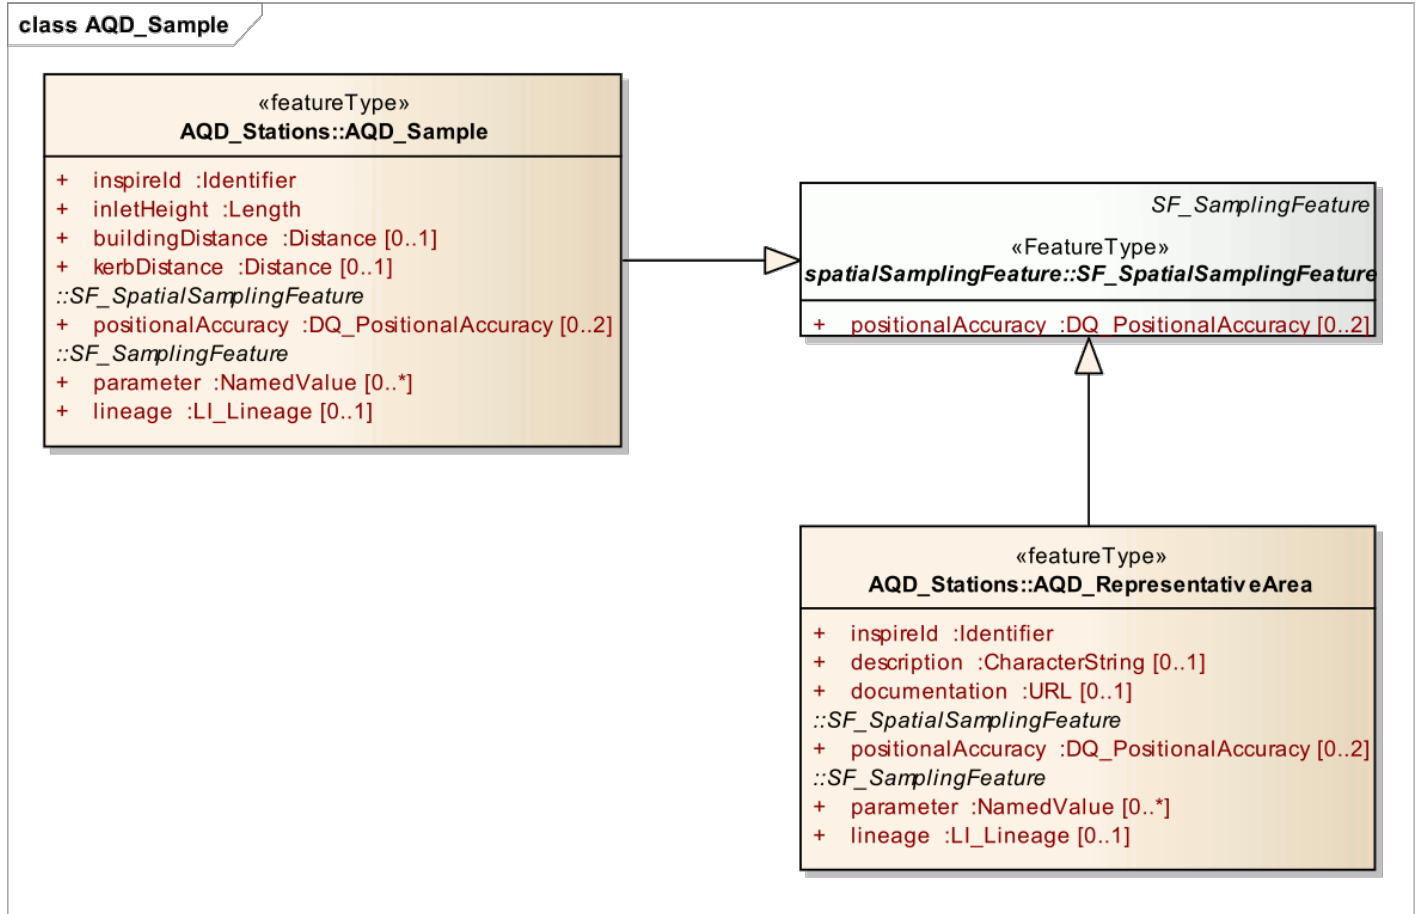 class AQD_Sample
«featureType»
AQD_Stations::AQD_Sample
+ inspireId :Identifier
+ inletHeight :Length
+ buildingDistance :Distance [0..1]
+ kerbDistance :Distance [0..1]
::SF_SpatialSamplingFeature
+ positionalAccuracy :DQ_PositionalAccuracy [0..2]
::SF_SamplingFeature
+ parameter :NamedValue [0..*]
+ lineage :LI_Lineage [0..1]
SF_SamplingFeature
«FeatureType»
spatialSamplingFeature::SF_SpatialSamplingFeature
+ positionalAccuracy :DQ_PositionalAccuracy [0..2]
«featureType»
AQD_Stations::AQD_RepresentativeArea
+ inspireId :Identifier
+ description :CharacterString [0..1]
+ documentation :URL [0..1]
::SF_SpatialSamplingFeature
+ positionalAccuracy :DQ_PositionalAccuracy [0..2]
::SF_SamplingFeature
+ parameter :NamedValue [0..*]
+ lineage :LI_Lineage [0..1]